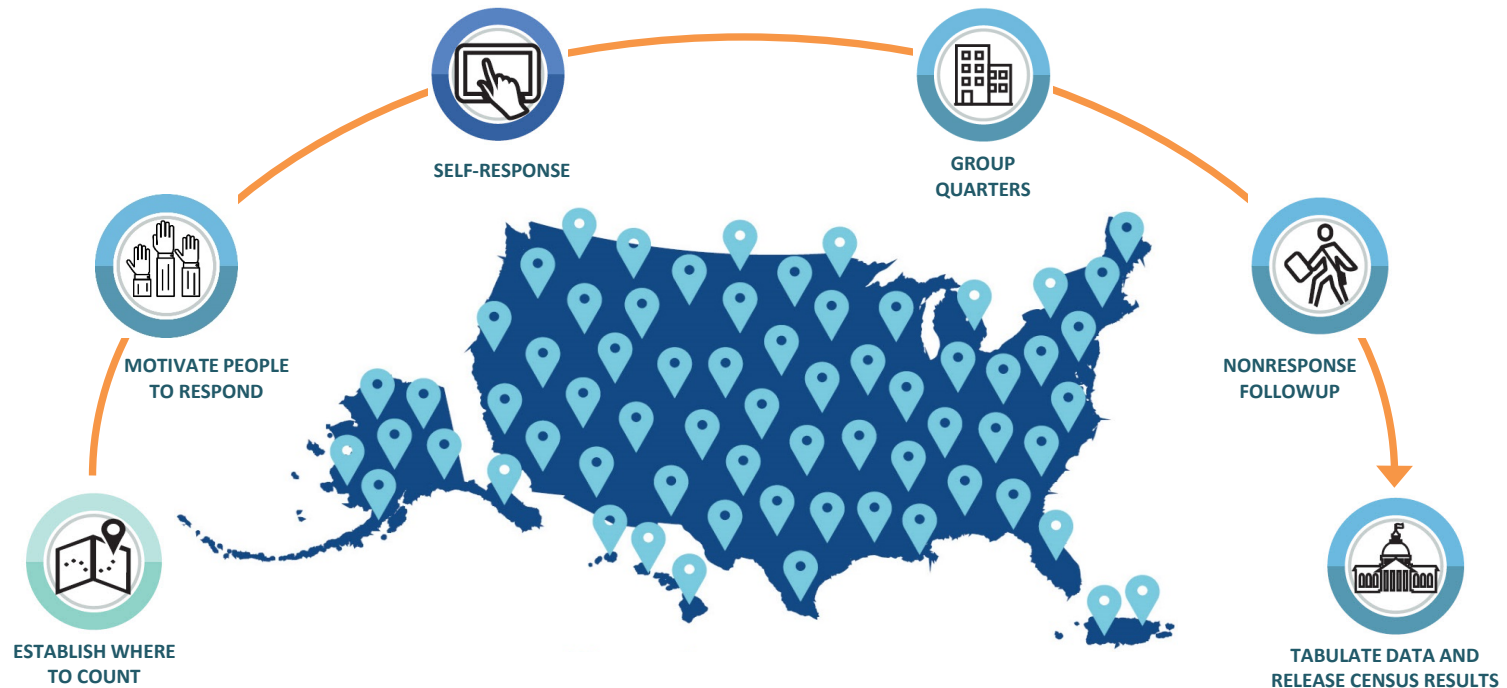 ESTABLISH WHERE
TO COUNT
MOTIVATE PEOPLE
TO RESPOND
SELF-RESPONSE
GROUP
QUARTERS
NONRESPONSE
FOLLOWUP
TABULATE DATA AND
RELEASE CENSUS RESULTS